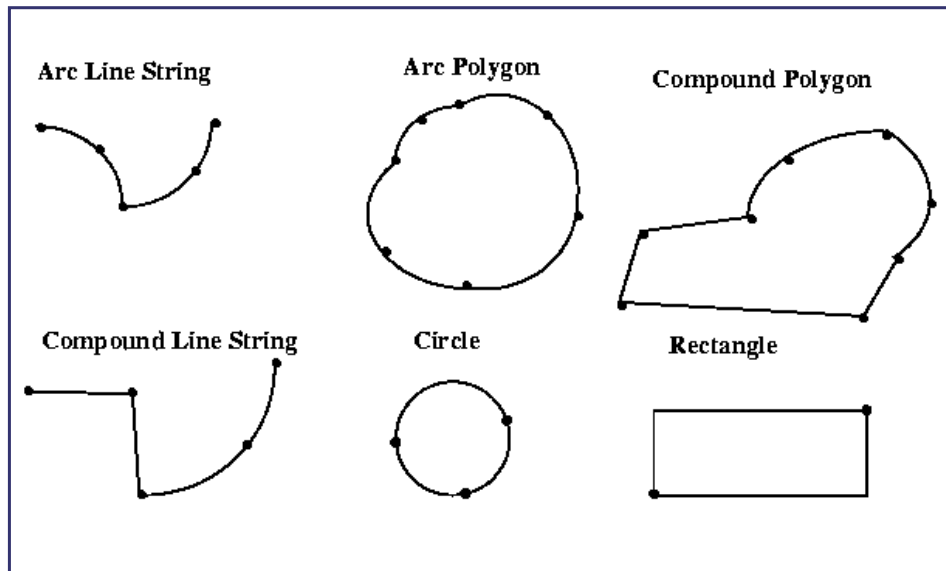 Arc Line String
Arc Polygon
Compound Polygon
Compound Line String
Circle
Rectangle